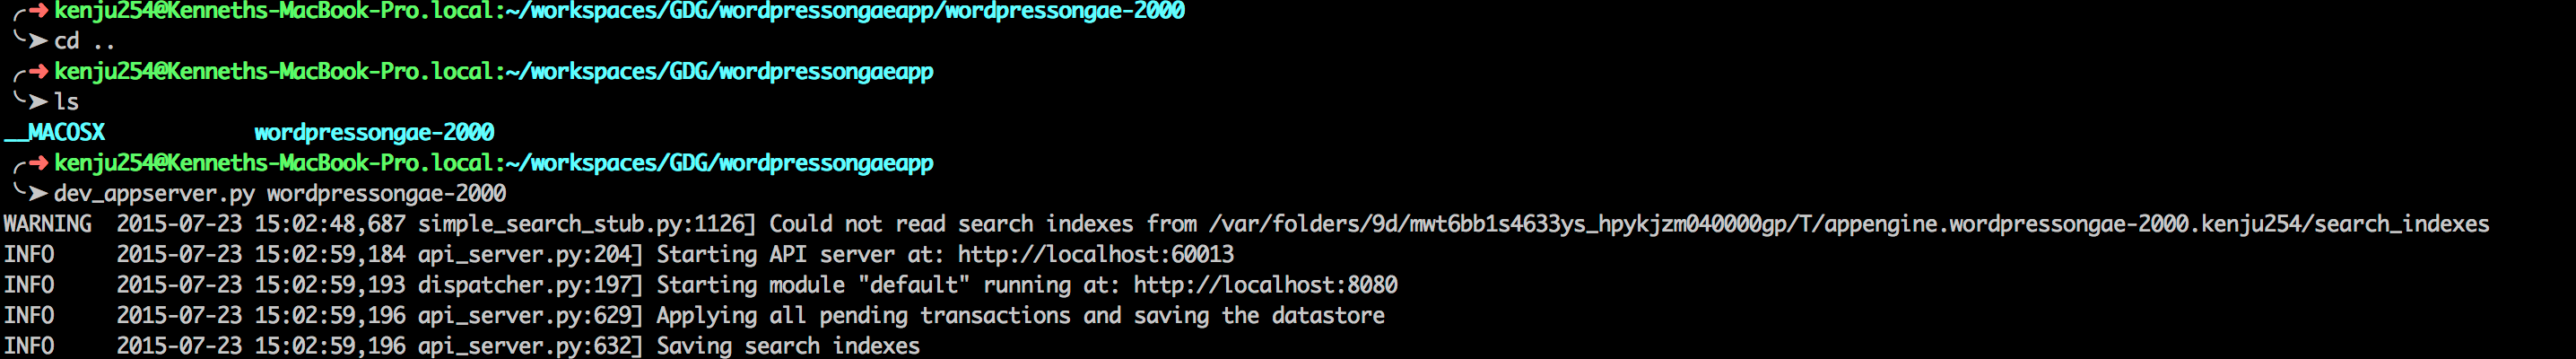 ╭─➜ kenju254@Kenneths-MacBook-Pro.local:~/workspaces/GDG/wordpressongaeapp/wordpressongae-2000
╰➤ cd ..
╭─➜ kenju254@Kenneths-MacBook-Pro.local:~/workspaces/GDG/wordpressongaeapp
╰➤ ls
__MACOSX            wordpressongae-2000
╭─➜ kenju254@Kenneths-MacBook-Pro.local:~/workspaces/GDG/wordpressongaeapp
╰➤ dev_appserver.py wordpressongae-2000
WARNING  2015-07-23 15:02:48,687 simple_search_stub.py:1126] Could not read search indexes from /var/folders/9d/mwt6bb1s4633ys_hpykjzm040000gp/T/appengine.wordpressongae-2000.kenju254/search_indexes
INFO     2015-07-23 15:02:59,184 api_server.py:204] Starting API server at: http://localhost:60013
INFO     2015-07-23 15:02:59,193 dispatcher.py:197] Starting module "default" running at: http://localhost:8080
INFO     2015-07-23 15:02:59,196 api_server.py:629] Applying all pending transactions and saving the datastore
INFO     2015-07-23 15:02:59,196 api_server.py:632] Saving search indexes